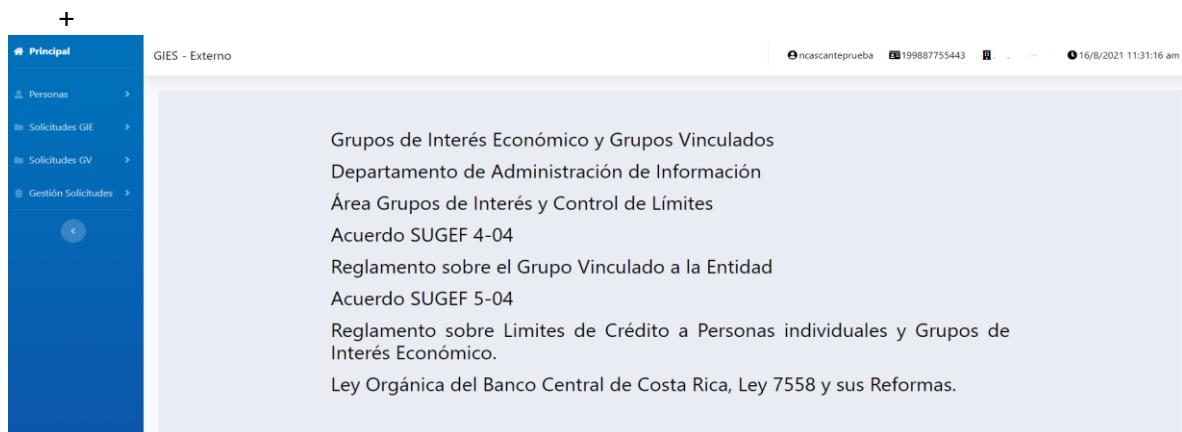 +
Principal
GIES - Externo
ncascanteprueba
199887755443
16/8/2021 11:31:16 am
Personas
Solicitudes GIE
Solicitudes GV
Gestión Solicitudes
Grupos de Interés Económico y Grupos Vinculados
Departamento de Administración de Información
Área Grupos de Interés y Control de Límites
Acuerdo SUGEF 4-04
Reglamento sobre el Grupo Vinculado a la Entidad
Acuerdo SUGEF 5-04
Reglamento sobre Limites de Crédito a Personas individuales y Grupos de
Interés Económico.
Ley Orgánica del Banco Central de Costa Rica, Ley 7558 y sus Reformas.